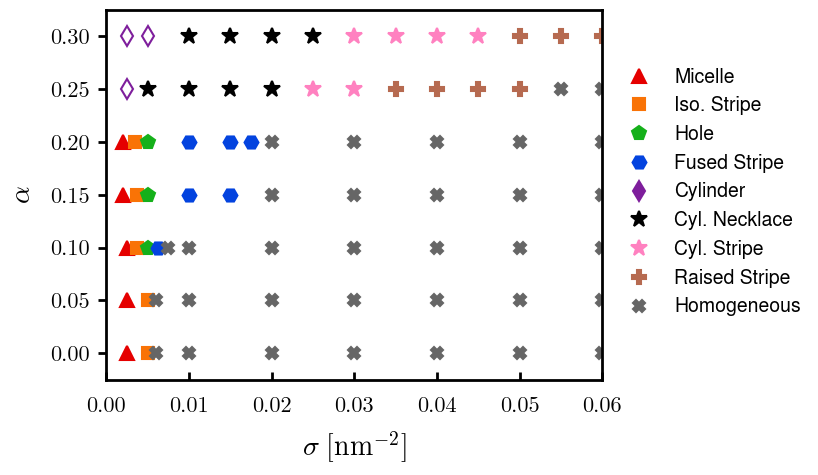 0.30
0.25
0.20
0.15
0.10
0.05
0.00
α
0.00 0.01 0.02 0.03 0.04 0.05 0.06
σ [nm⁻²]
Micelle
Iso. Stripe
Hole
Fused Stripe
Cylinder
Cyl. Necklace
Cyl. Stripe
Raised Stripe
Homogeneous